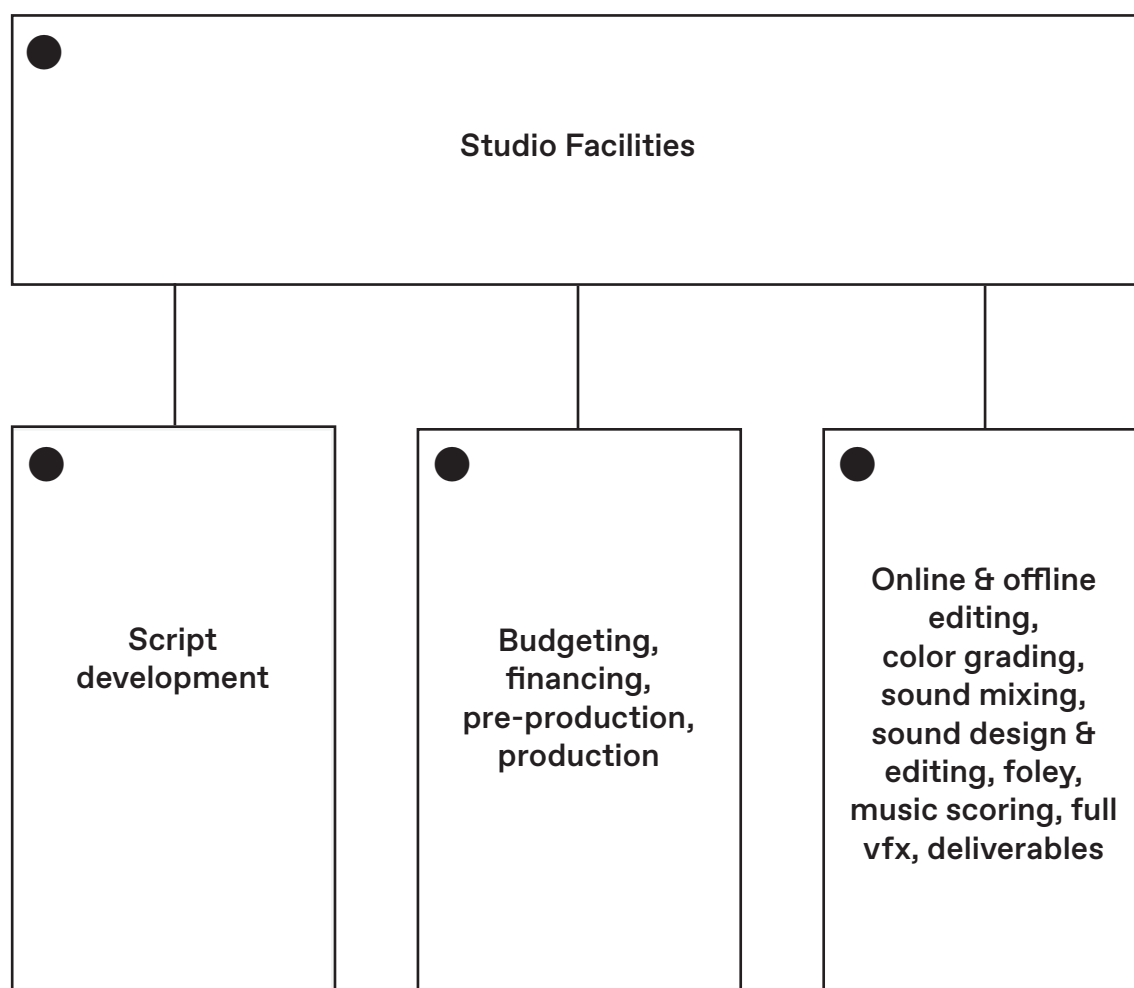 Studio Facilities
Script
development
Budgeting,
financing,
pre-production,
production
Online & offline
editing,
color grading,
sound mixing,
sound design &
editing, foley,
music scoring, full
vfx, deliverables